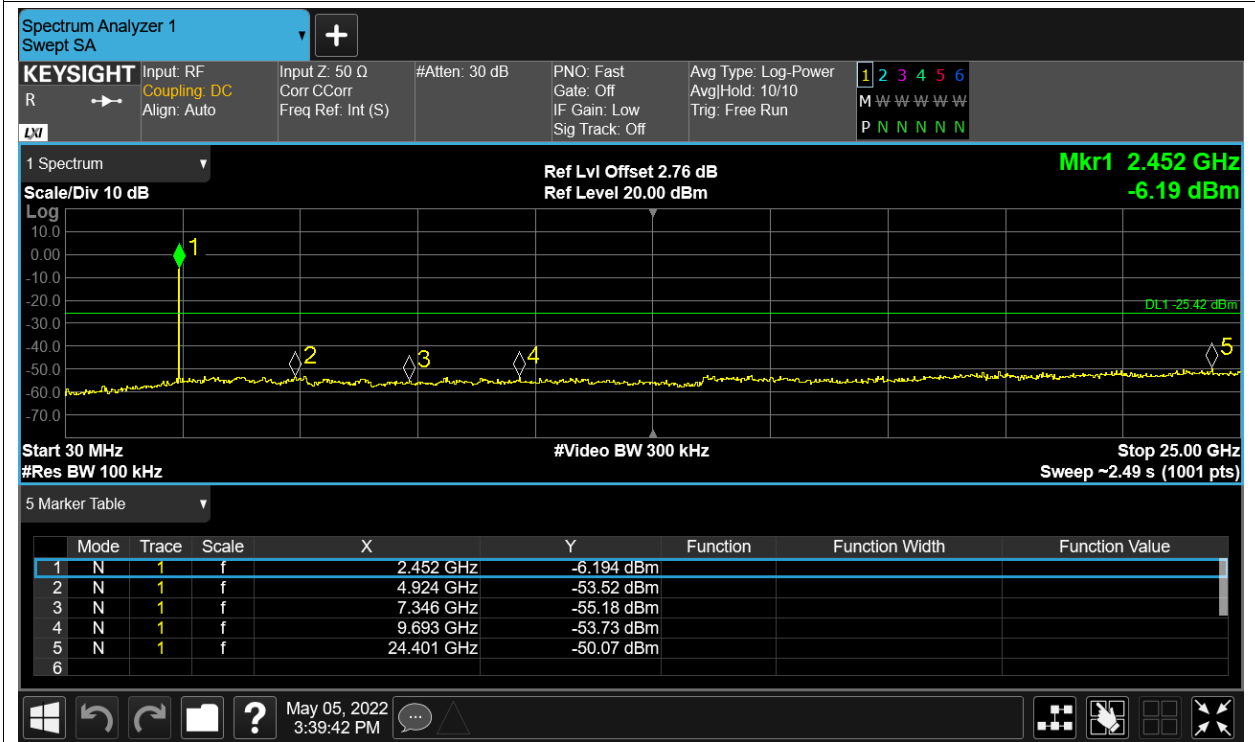 Spectrum Analyzer 1
Swept SA
KEYSIGHT
R
LXI
Input: RF
Coupling: DC
Align: Auto
Input Z: 50 Ω
Corr CCorr
Freq Ref: Int (S)
#Atten: 30 dB
PNO: Fast
Gate: Off
IF Gain: Low
Sig Track: Off
Avg Type: Log-Power
Avg|Hold: 10/10
Trig: Free Run
1 2 3 4 5 6
M W W W W W
P N N N N N
1 Spectrum
Scale/Div 10 dB
Ref Lvl Offset 2.76 dB
Ref Level 20.00 dBm
Mkr1 2.452 GHz
-6.19 dBm
Log
10.0
0.00
-10.0
-20.0
-30.0
-40.0
-50.0
-60.0
-70.0
1
2
3
4
5
DL1 -25.42 dBm
Start 30 MHz
#Res BW 100 kHz
#Video BW 300 kHz
Stop 25.00 GHz
Sweep ~2.49 s (1001 pts)
5 Marker Table
Mode Trace Scale X Y Function Function Width Function Value
1 N 1 f 2.452 GHz -6.194 dBm
2 N 1 f 4.924 GHz -53.52 dBm
3 N 1 f 7.346 GHz -55.18 dBm
4 N 1 f 9.693 GHz -53.73 dBm
5 N 1 f 24.401 GHz -50.07 dBm
6
?
May 05, 2022
3:39:42 PM